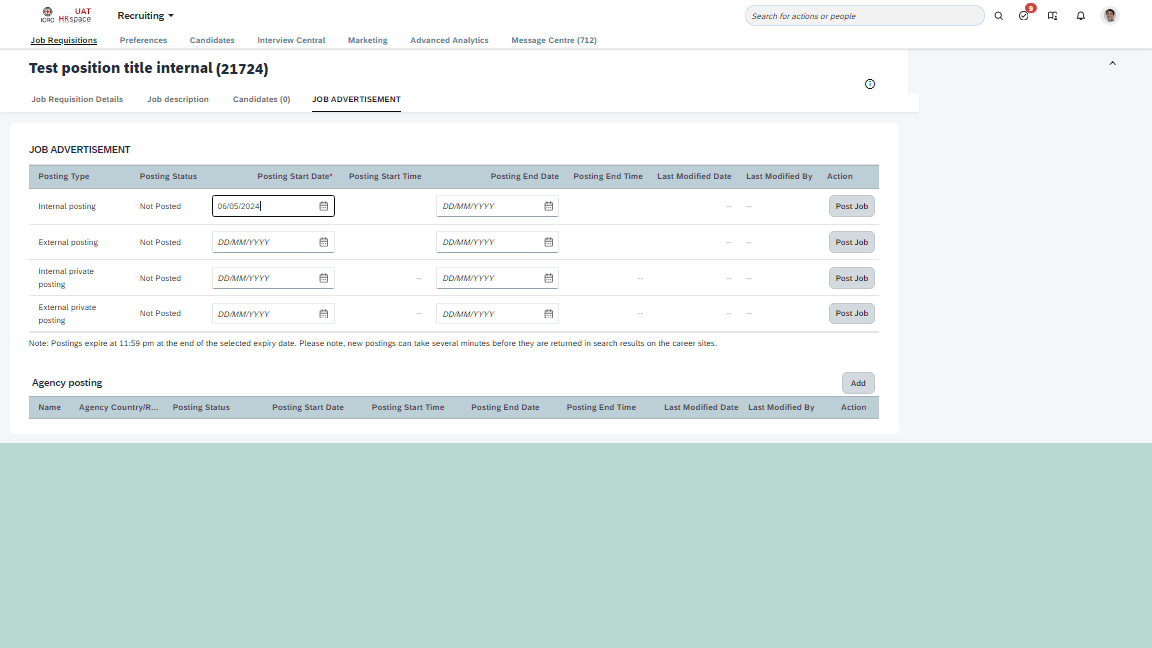 ICRC UAT HRspace Recruiting Search for actions or people 9
Job Requisitions Preferences Candidates Interview Central Marketing Advanced Analytics Message Centre (712)
Test position title internal (21724)
Job Requisition Details Job description Candidates (0) JOB ADVERTISEMENT
JOB ADVERTISEMENT
Posting Type Posting Status Posting Start Date* Posting Start Time Posting End Date Posting End Time Last Modified Date Last Modified By Action
Internal posting Not Posted 06/05/2024 DD/MM/YYYY -- -- Post Job
External posting Not Posted DD/MM/YYYY DD/MM/YYYY -- -- Post Job
Internal private posting Not Posted DD/MM/YYYY -- DD/MM/YYYY -- -- -- Post Job
External private posting Not Posted DD/MM/YYYY -- DD/MM/YYYY -- -- -- Post Job
Note: Postings expire at 11:59 pm at the end of the selected expiry date. Please note, new postings can take several minutes before they are returned in search results on the career sites.
Agency posting Add
Name Agency Country/R... Posting Status Posting Start Date Posting Start Time Posting End Date Posting End Time Last Modified Date Last Modified By Action